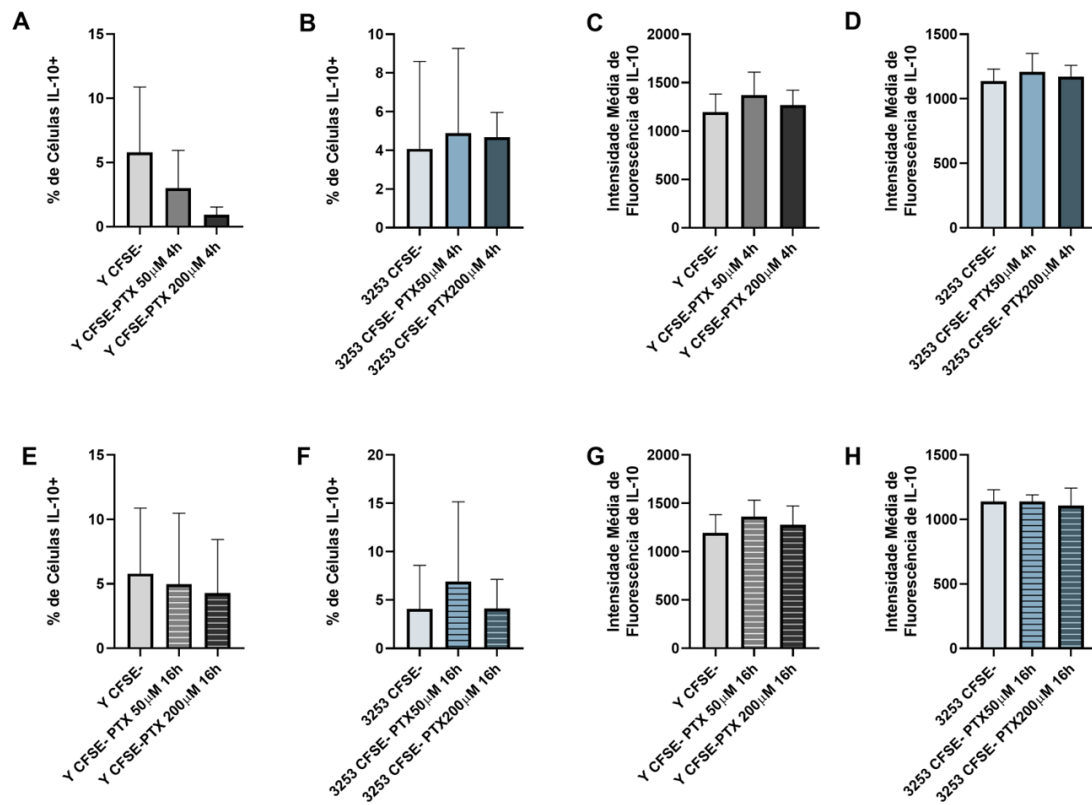 A
% de Células IL-10+
15
10
5
0
Y CFSE-
Y CFSE-PTX 50μM 4h
Y CFSE-PTX 200μM 4h
B
% de Células IL-10+
10
8
6
4
2
0
3253 CFSE-
3253 CFSE- PTX50μM 4h
3253 CFSE- PTX200μM 4h
C
Intensidade Média de
Fluorescência de IL-10
2000
1500
1000
500
0
Y CFSE-
Y CFSE-PTX 50μM 4h
Y CFSE-PTX 200μM 4h
D
Intensidade Média de
Fluorescência de IL-10
1500
1000
500
0
3253 CFSE-
3253 CFSE- PTX50μM 4h
3253 CFSE- PTX200μM 4h
E
% de Células IL-10+
15
10
5
0
Y CFSE-
Y CFSE- PTX 50μM 16h
Y CFSE-PTX 200μM 16h
F
% de Células IL-10+
20
15
10
5
0
3253 CFSE-
3253 CFSE- PTX50μM 16h
3253 CFSE- PTX200μM 16h
G
Intensidade Média de
Fluorescência de IL-10
2000
1500
1000
500
0
Y CFSE-
Y CFSE- PTX 50μM 16h
Y CFSE-PTX 200μM 16h
H
Intensidade Média de
Fluorescência de IL-10
1500
1000
500
0
3253 CFSE-
3253 CFSE- PTX50μM 16h
3253 CFSE- PTX200μM 16h